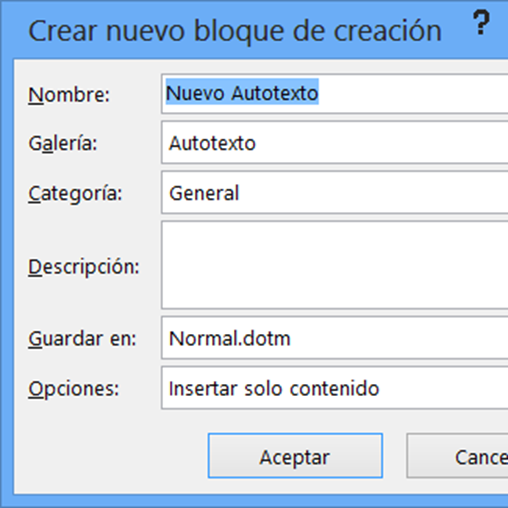 Crear nuevo bloque de creación ?
Nombre: Nuevo Autotexto
Galería: Autotexto
Categoría: General
Descripción:
Guardar en: Normal.dotm
Opciones: Insertar solo contenido
Aceptar Cance